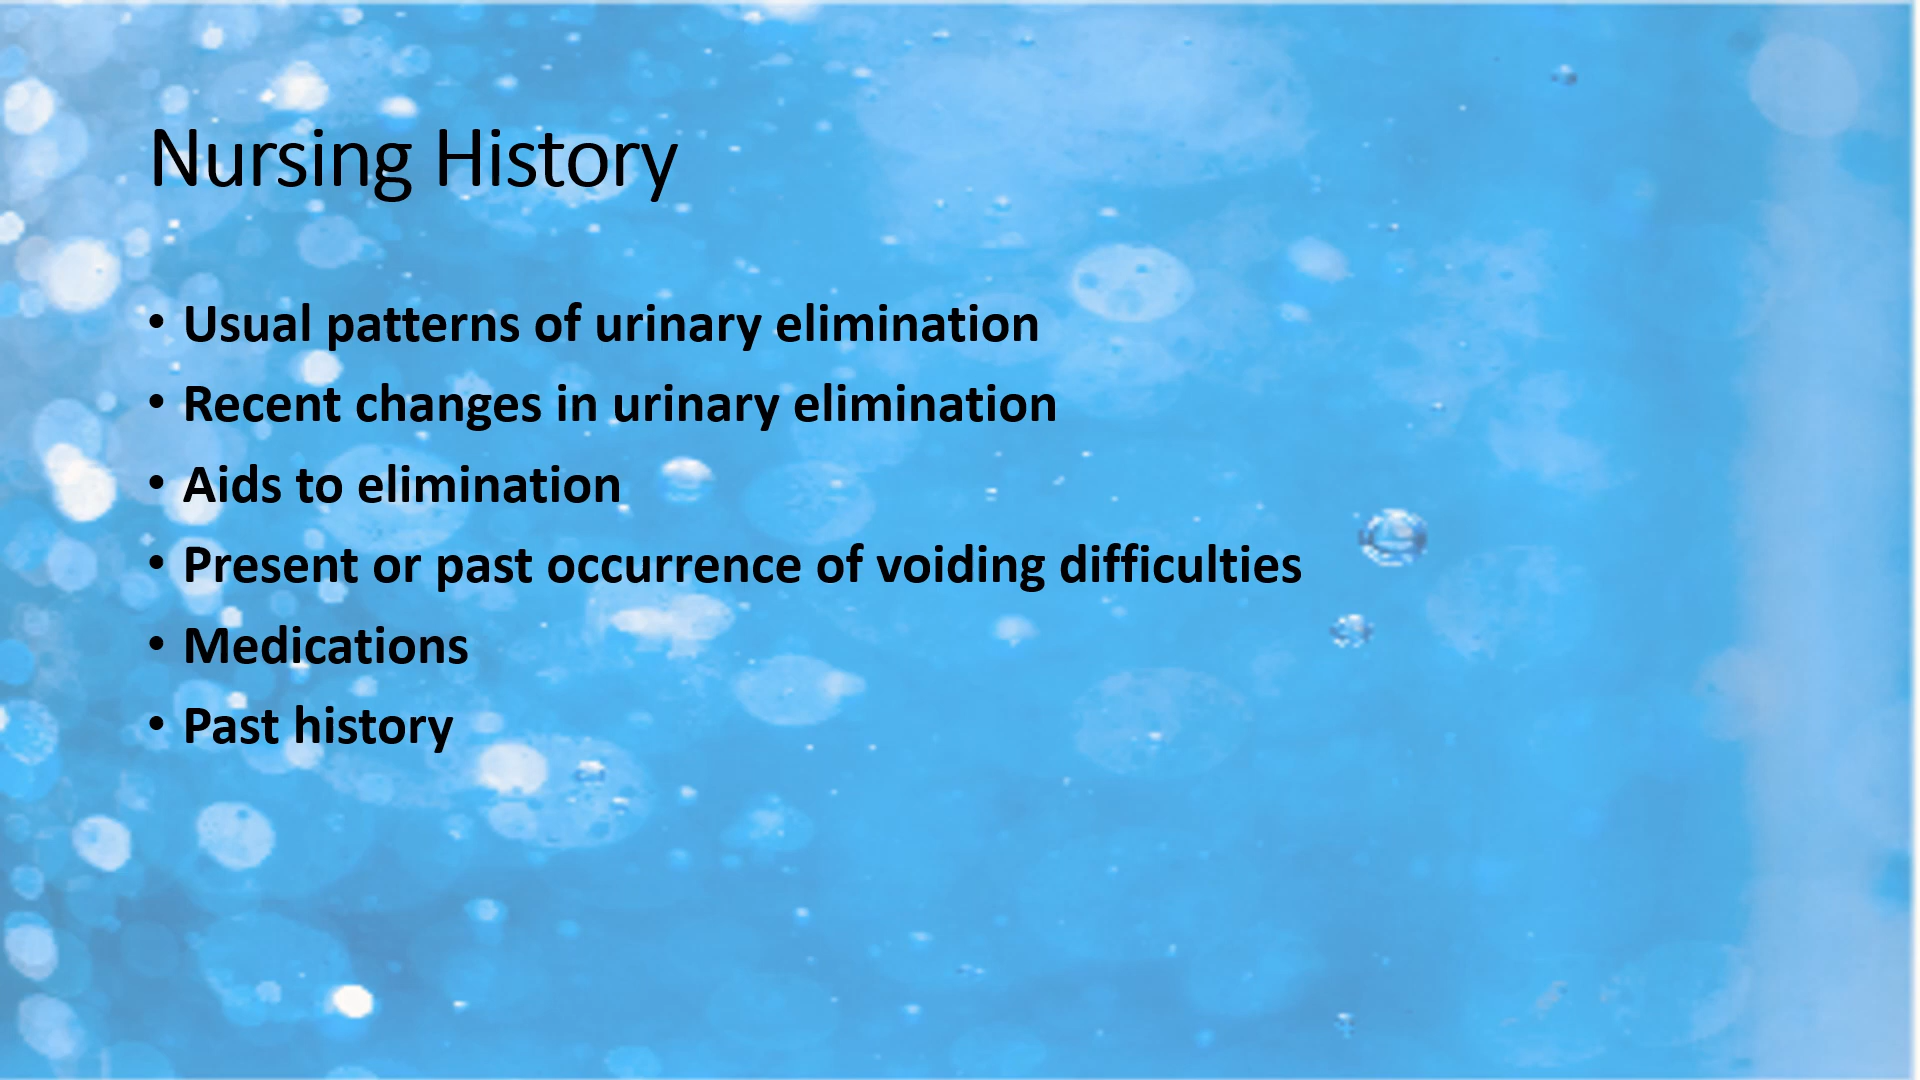 Nursing History
• Usual patterns of urinary elimination
• Recent changes in urinary elimination
• Aids to elimination
• Present or past occurrence of voiding difficulties
• Medications
• Past history